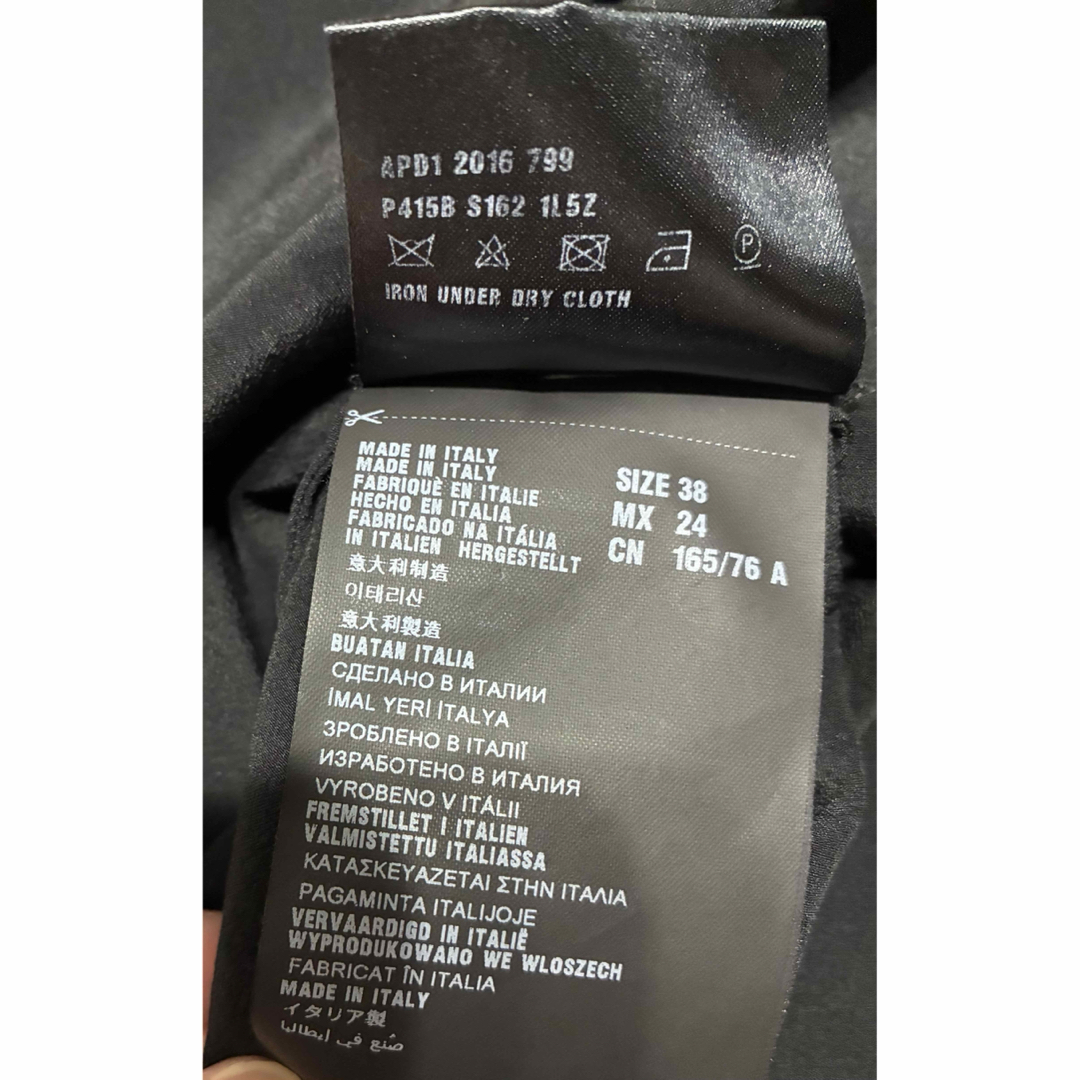 APD1 2016 799
P415B S162 1L5Z
P
IRON UNDER DRY CLOTH
MADE IN ITALY
MADE IN ITALY
FABRIQUÈ EN ITALIE
HECHO EN ITALIA
FABRICADO NA ITÁLIA
IN ITALIEN HERGESTELLT
意大利制造
이태리산
意大利製造
BUATAN ITALIA
СДЕЛАНО В ИТАЛИИ
İMAL YERİ İTALYA
ЗРОБЛЕНО В ІТАЛІЇ
ИЗРАБОТЕНО В ИТАЛИЯ
VYROBENO V ITÁLII
FREMSTILLET I ITALIEN
VALMISTETTU ITALIASSA
ΚΑΤΑΣΚΕΥΑΖΕΤΑΙ ΣΤΗΝ ΙΤΑΛΙΑ
PAGAMINTA ITALIJOJE
VERVAARDIGD IN ITALIË
WYPRODUKOWANO WE WLOSZECH
FABRICAT ÎN ITALIA
MADE IN ITALY
イタリア製
صُنع في إيطاليا
SIZE 38
MX 24
CN 165/76 A